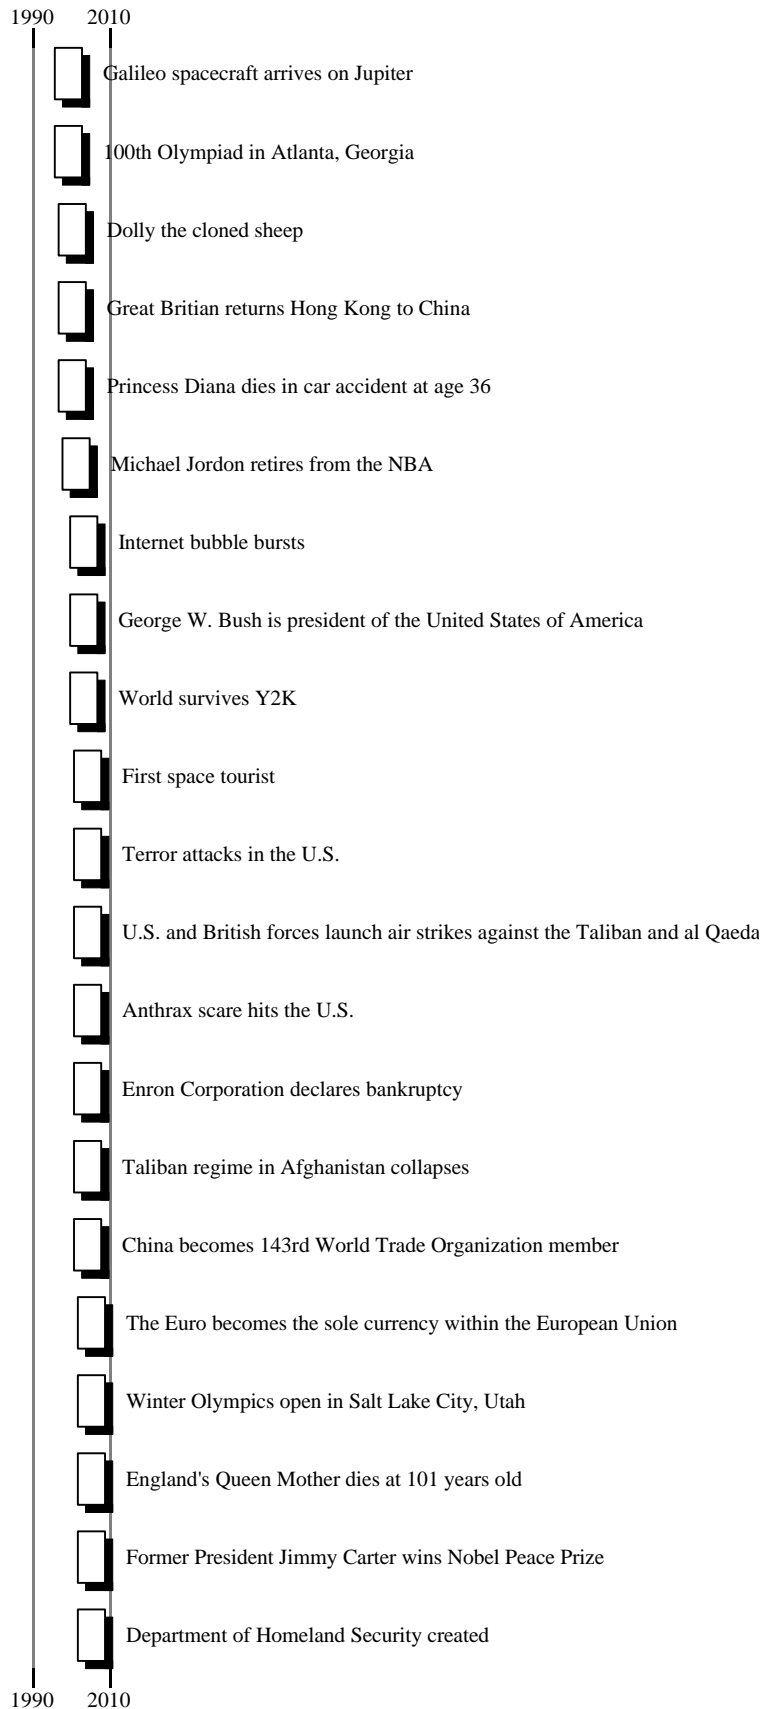 1990 2010
Galileo spacecraft arrives on Jupiter
100th Olympiad in Atlanta, Georgia
Dolly the cloned sheep
Great Britian returns Hong Kong to China
Princess Diana dies in car accident at age 36
Michael Jordon retires from the NBA
Internet bubble bursts
George W. Bush is president of the United States of America
World survives Y2K
First space tourist
Terror attacks in the U.S.
U.S. and British forces launch air strikes against the Taliban and al Qaeda
Anthrax scare hits the U.S.
Enron Corporation declares bankruptcy
Taliban regime in Afghanistan collapses
China becomes 143rd World Trade Organization member
The Euro becomes the sole currency within the European Union
Winter Olympics open in Salt Lake City, Utah
England's Queen Mother dies at 101 years old
Former President Jimmy Carter wins Nobel Peace Prize
Department of Homeland Security created
1990 2010